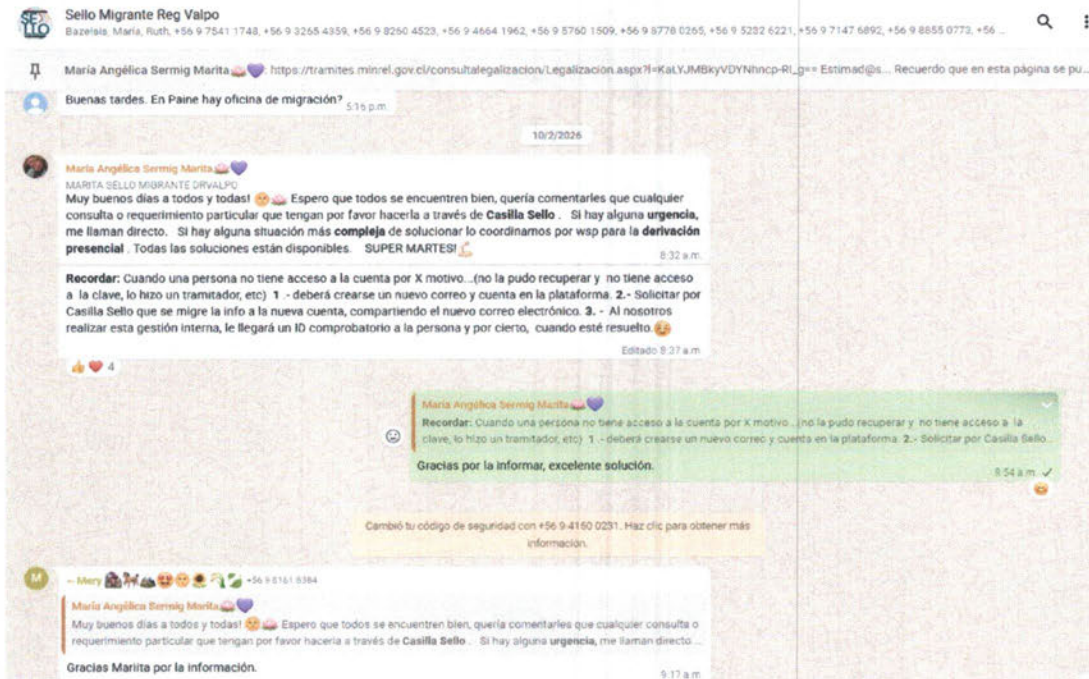 SELLO
Sello Migrante Reg Valpo
Bazelais, Maria, Ruth, +56 9 7541 1748, +56 9 3265 4359, +56 9 8260 4523, +56 9 4664 1962, +56 9 5760 1509, +56 9 8778 0265, +56 9 5232 6221, +56 9 7147 6892, +56 9 8855 0773, +56 ...
María Angélica Sermig Marita🪷💜: https://tramites.minrel.gov.cl/consultalegalizacion/Legalizacion.aspx?I=KaLYJMBKyVDYNhncp-RI_g== Estimad@s... Recuerdo que en esta página se pu...
Buenas tardes. En Paine hay oficina de migración?
5:16 p.m.
10/2/2026
María Angélica Sermig Marita🪷💜
MARITA SELLO MIGRANTE DRVALPO
Muy buenos días a todos y todas! 😊🪷 Espero que todos se encuentren bien, quería comentarles que cualquier
consulta o requerimiento particular que tengan por favor hacerla a través de Casilla Sello . Si hay alguna urgencia,
me llaman directo. Si hay alguna situación más compleja de solucionar lo coordinamos por wsp para la derivación
presencial . Todas las soluciones están disponibles. SUPER MARTES! 💪
8:32 a.m.
Recordar: Cuando una persona no tiene acceso a la cuenta por X motivo...(no la pudo recuperar y no tiene acceso
a la clave, lo hizo un tramitador, etc) 1 .- deberá crearse un nuevo correo y cuenta en la plataforma. 2.- Solicitar por
Casilla Sello que se migre la info a la nueva cuenta, compartiendo el nuevo correo electrónico. 3. - Al nosotros
realizar esta gestión interna, le llegará un ID comprobatorio a la persona y por cierto, cuando esté resuelto.😊
Editado 8:37 a.m.
👍❤️ 4
María Angélica Sermig Marita🪷💜
Recordar: Cuando una persona no tiene acceso a la cuenta por X motivo...(no la pudo recuperar y no tiene acceso a la
clave, lo hizo un tramitador, etc) 1 .- deberá crearse un nuevo correo y cuenta en la plataforma. 2.- Solicitar por Casilla Sello...
Gracias por la informar, excelente solución.
8:54 a.m.
Cambió tu código de seguridad con +56 9 4160 0231. Haz clic para obtener más
información.
M
~ Mery +56 9 8161 8384
María Angélica Sermig Marita🪷💜
Muy buenos días a todos y todas! 😊🪷 Espero que todos se encuentren bien, quería comentarles que cualquier consulta o
requerimiento particular que tengan por favor hacerla a través de Casilla Sello . Si hay alguna urgencia, me llaman directo ...
Gracias Mariita por la información.
9:17 a.m.